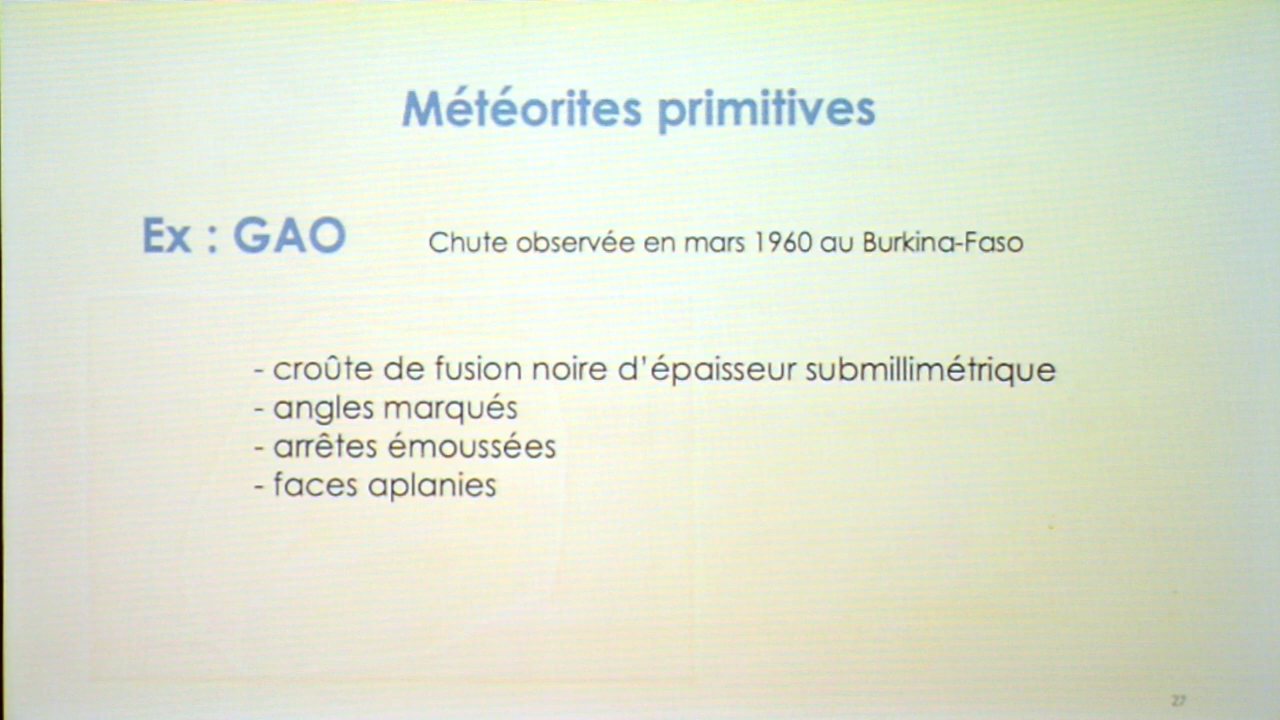 Météorites primitives
Ex : GAO Chute observée en mars 1960 au Burkina-Faso
- croûte de fusion noire d'épaisseur submillimétrique
- angles marqués
- arrêtes émoussées
- faces aplanies
27